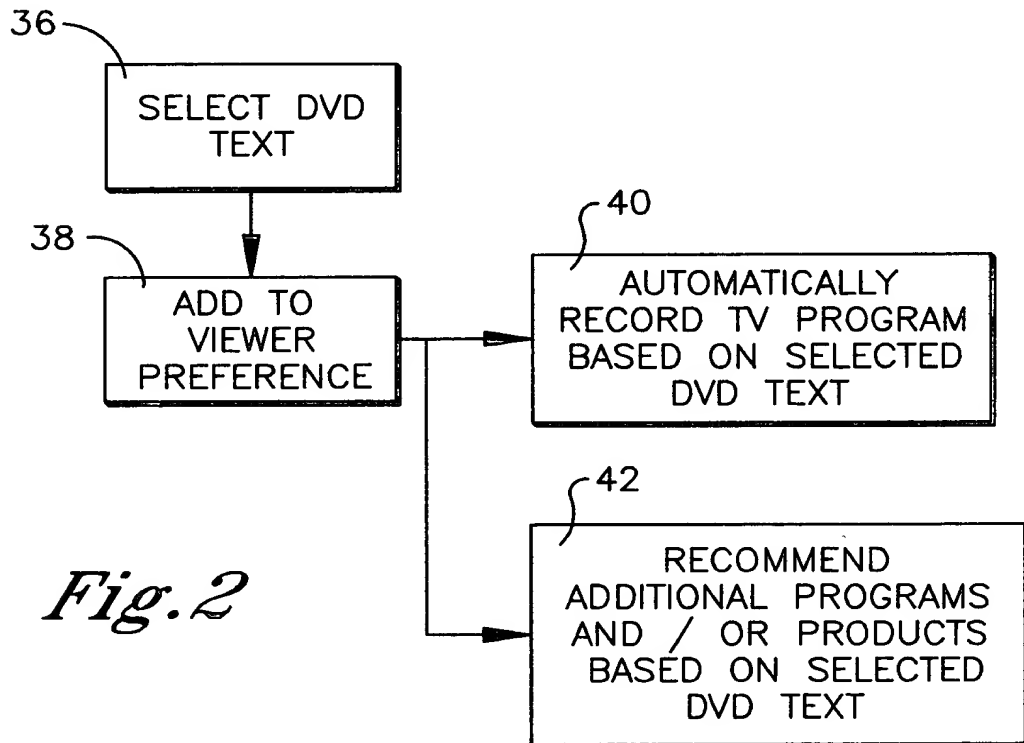 36
SELECT DVD
TEXT
38
ADD TO
VIEWER
PREFERENCE
40
AUTOMATICALLY
RECORD TV PROGRAM
BASED ON SELECTED
DVD TEXT
42
RECOMMEND
ADDITIONAL PROGRAMS
AND / OR PRODUCTS
BASED ON SELECTED
DVD TEXT
Fig.2